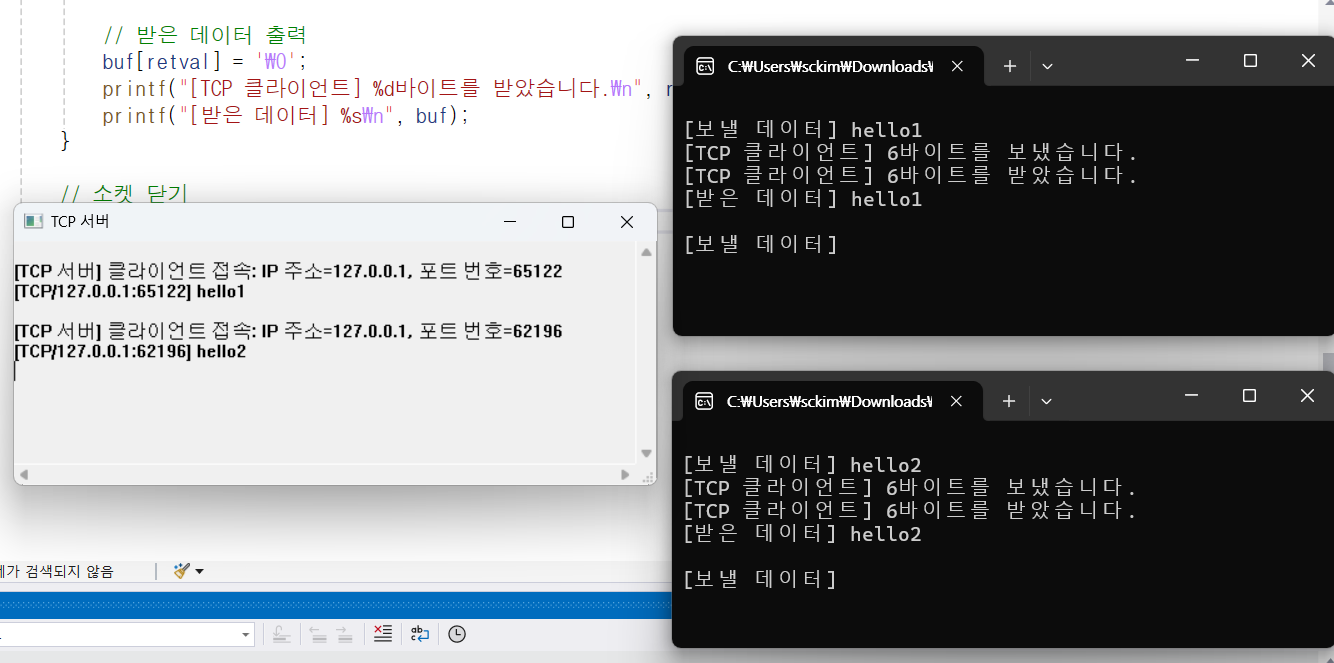 // 받은 데이터 출력
buf[retval] = '₩0';
printf("[TCP 클라이언트] %d바이트를 받았습니다.₩n",
printf("[받은 데이터] %s₩n", buf);
}
// 소켓 닫기
TCP 서버
[TCP 서버] 클라이언트 접속: IP 주소=127.0.0.1, 포트 번호=65122
[TCP/127.0.0.1:65122] hello1
[TCP 서버] 클라이언트 접속: IP 주소=127.0.0.1, 포트 번호=62196
[TCP/127.0.0.1:62196] hello2
검색되지 않음
C:₩Users₩sckim₩Downloads₩
[보낼 데이터] hello1
[TCP 클라이언트] 6바이트를 보냈습니다.
[TCP 클라이언트] 6바이트를 받았습니다.
[받은 데이터] hello1
[보낼 데이터]
C:₩Users₩sckim₩Downloads₩
[보낼 데이터] hello2
[TCP 클라이언트] 6바이트를 보냈습니다.
[TCP 클라이언트] 6바이트를 받았습니다.
[받은 데이터] hello2
[보낼 데이터]